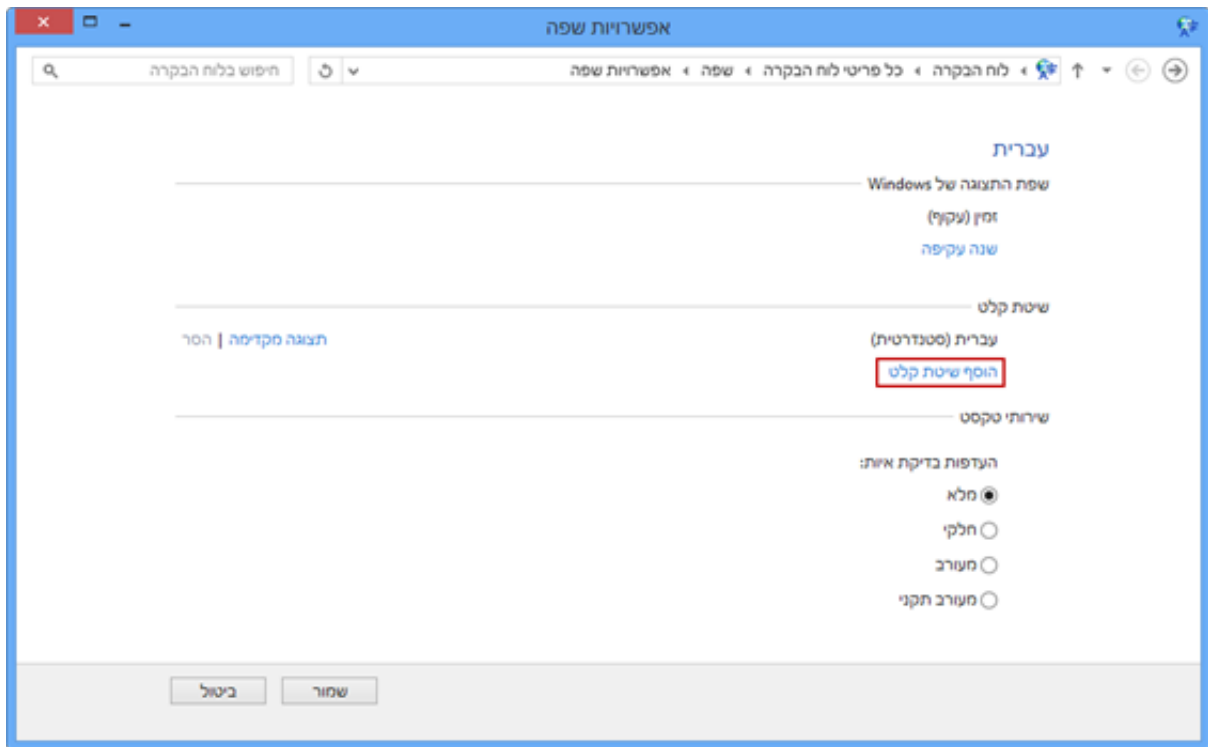 אפשרויות שפה
לוח הבקרה › כל פריטי לוח הבקרה › שפה › אפשרויות שפה
חיפוש בלוח הבקרה
עברית
שפת התצוגה של Windows
זמין (עקוף)
שנה עקיפה
שיטת קלט
עברית (סטנדרטית)
תצוגה מקדימה | הסר
הוסף שיטת קלט
שירותי טקסט
העדפות בדיקת איות:
מלא
חלקי
מעורב
מעורב תקני
שמור
ביטול